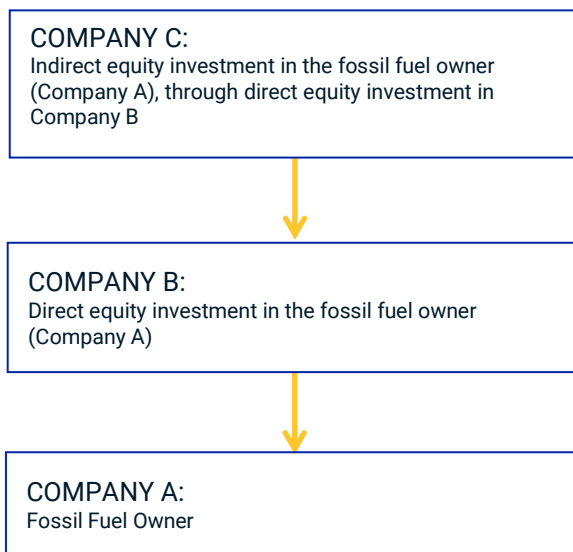 COMPANY C:
Indirect equity investment in the fossil fuel owner
(Company A), through direct equity investment in
Company B
COMPANY B:
Direct equity investment in the fossil fuel owner
(Company A)
COMPANY A:
Fossil Fuel Owner